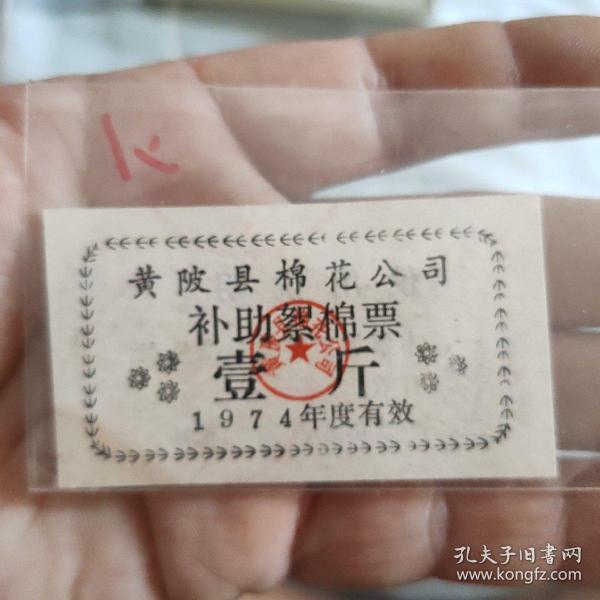 黄陂县棉花公司
补助絮棉票
壹斤
1974年度有效
孔夫子旧书网
www.kongfz.com